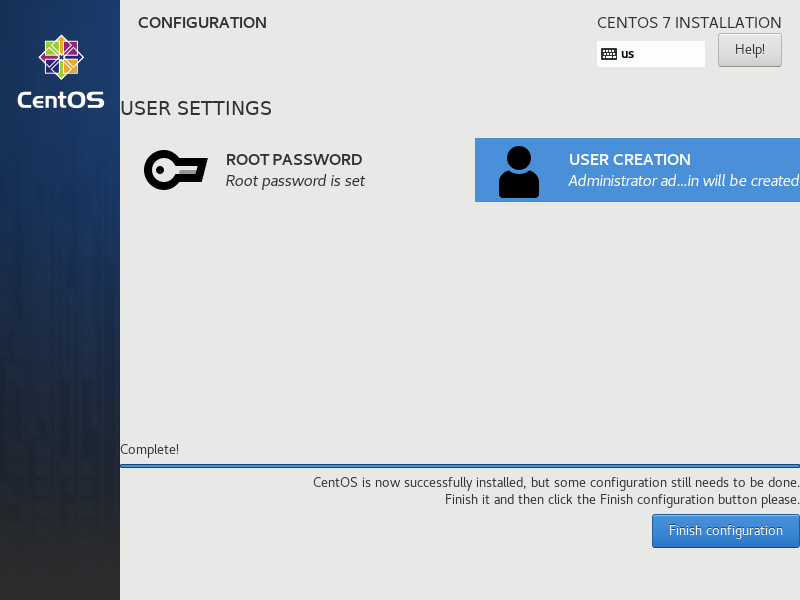 CONFIGURATION
CENTOS 7 INSTALLATION
us
Help!
CentOS
USER SETTINGS
ROOT PASSWORD
Root password is set
USER CREATION
Administrator ad...in will be created
Complete!
CentOS is now successfully installed, but some configuration still needs to be done.
Finish it and then click the Finish configuration button please.
Finish configuration